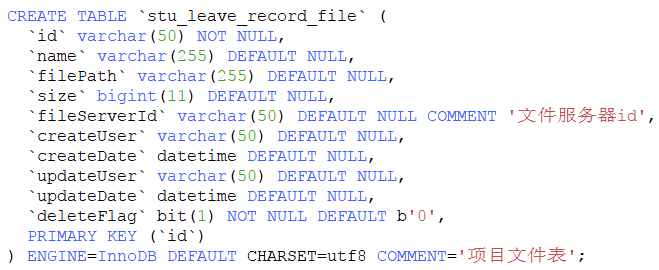 CREATE TABLE `stu_leave_record_file` (
  `id` varchar(50) NOT NULL,
  `name` varchar(255) DEFAULT NULL,
  `filePath` varchar(255) DEFAULT NULL,
  `size` bigint(11) DEFAULT NULL,
  `fileServerId` varchar(50) DEFAULT NULL COMMENT '文件服务器id',
  `createUser` varchar(50) DEFAULT NULL,
  `createDate` datetime DEFAULT NULL,
  `updateUser` varchar(50) DEFAULT NULL,
  `updateDate` datetime DEFAULT NULL,
  `deleteFlag` bit(1) NOT NULL DEFAULT b'0',
  PRIMARY KEY (`id`)
) ENGINE=InnoDB DEFAULT CHARSET=utf8 COMMENT='项目文件表';